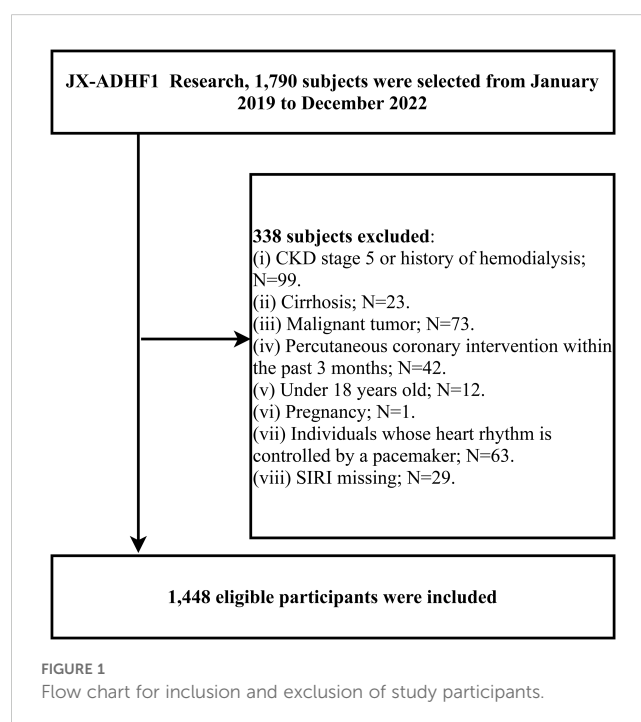 JX-ADHF1 Research, 1,790 subjects were selected from January
2019 to December 2022
338 subjects excluded:
(i) CKD stage 5 or history of hemodialysis;
N=99.
(ii) Cirrhosis; N=23.
(iii) Malignant tumor; N=73.
(iv) Percutaneous coronary intervention within
the past 3 months; N=42.
(v) Under 18 years old; N=12.
(vi) Pregnancy; N=1.
(vii) Individuals whose heart rhythm is
controlled by a pacemaker; N=63.
(viii) SIRI missing; N=29.
1,448 eligible participants were included
FIGURE 1
Flow chart for inclusion and exclusion of study participants.